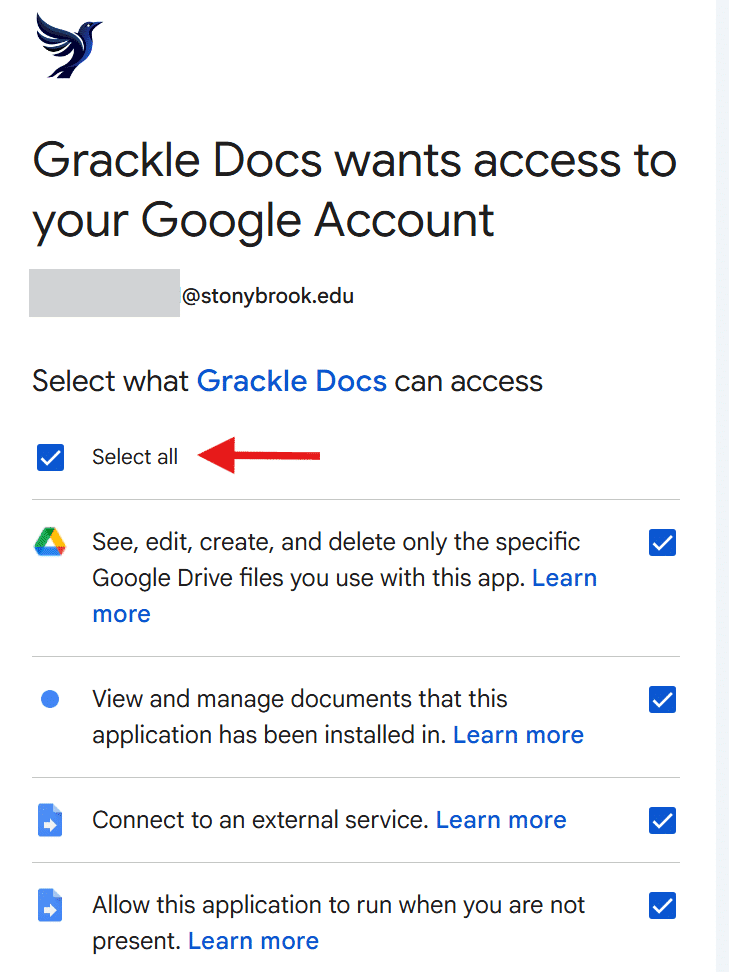 Grackle Docs wants access to
your Google Account
@stonybrook.edu
Select what Grackle Docs can access
Select all
See, edit, create, and delete only the specific
Google Drive files you use with this app. Learn
more
View and manage documents that this
application has been installed in. Learn more
Connect to an external service. Learn more
Allow this application to run when you are not
present. Learn more